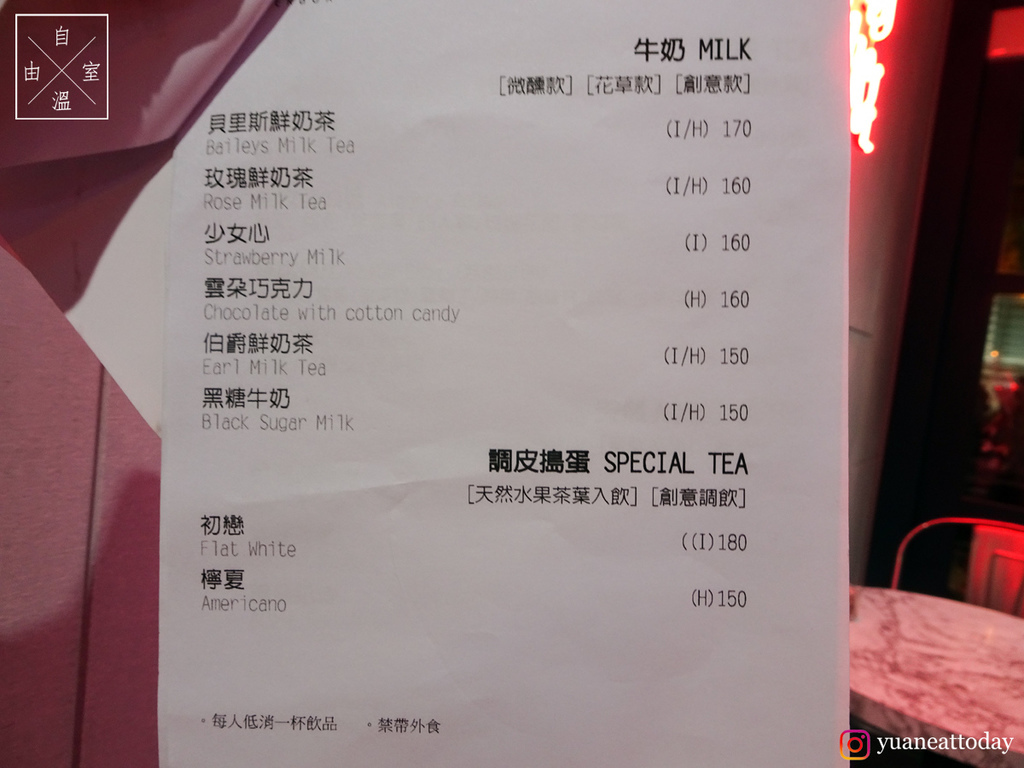 自
由 室
溫
牛奶 MILK
[微醺款] [花草款] [創意款]
貝里斯鮮奶茶 (I/H) 170
Baileys Milk Tea
玫瑰鮮奶茶 (I/H) 160
Rose Milk Tea
少女心 (I) 160
Strawberry Milk
雲朵巧克力 (H) 160
Chocolate with cotton candy
伯爵鮮奶茶 (I/H) 150
Earl Milk Tea
黑糖牛奶 (I/H) 150
Black Sugar Milk
調皮搗蛋 SPECIAL TEA
[天然水果茶葉入飲] [創意調飲]
初戀 ((I)180
Flat White
檸夏 (H)150
Americano
。每人低消一杯飲品 。禁帶外食
yuaneattoday